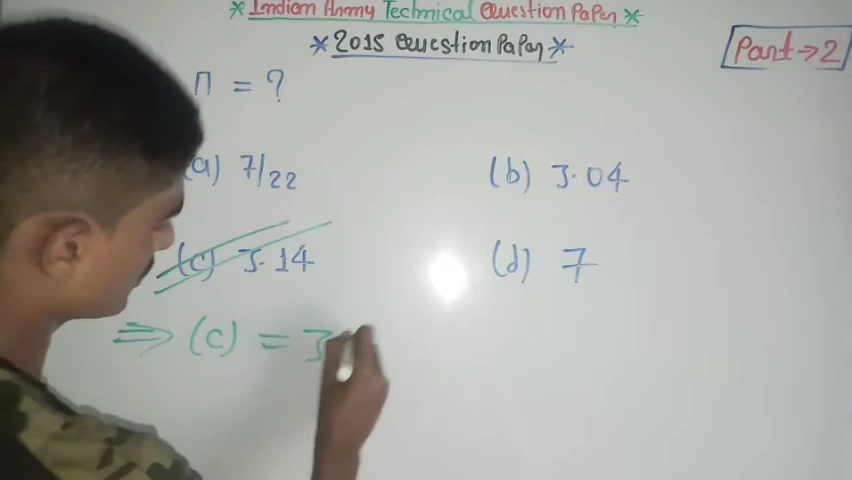 * Indian Army Technical Question Paper *
* 2015 Question Paper *
Part → 2
Π = ?
(a) 7/22
(b) 3.04
(c) 3.14
(d) 7
⇒ (c) = 3